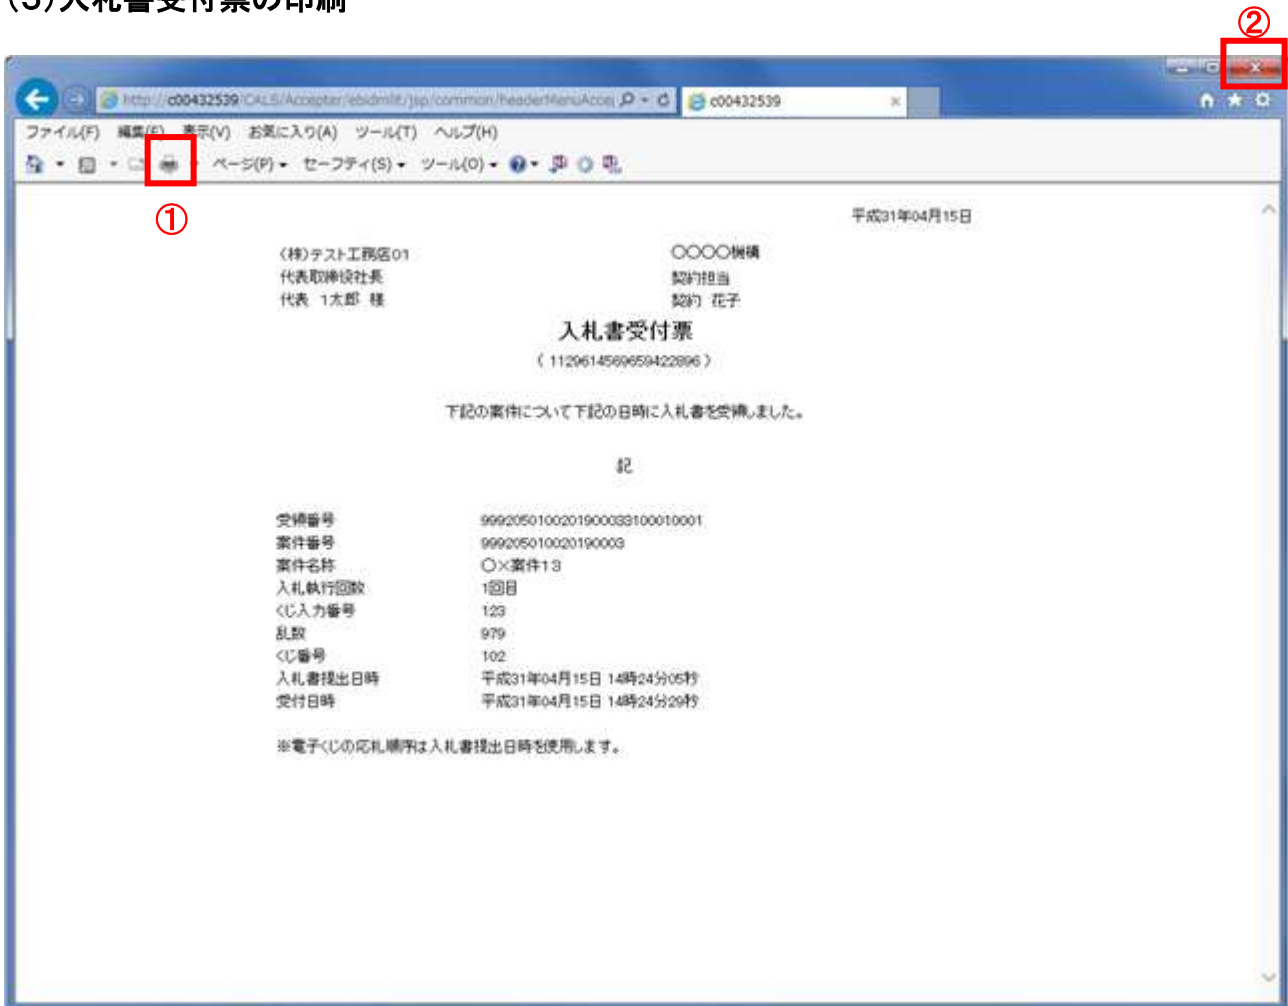 (3)入札書受付票の印刷
②
http://c00432539/CALS/Accepter/ebidmlit/jsp/common/headerMenuAccep
c00432539
ファイル(F) 編集(E) 表示(V) お気に入り(A) ツール(T) ヘルプ(H)
ページ(P) セーフティ(S) ツール(O)
①
平成31年04月15日
(株)テスト工務店01 〇〇〇〇機構
代表取締役社長 契約担当
代表 1太郎 様 契約 花子
入札書受付票
( 1129614569659422896 )
下記の案件について下記の日時に入札書を受領しました。
記
受領番号 9992050100201900033100010001
案件番号 999205010020190003
案件名称 〇×案件13
入札執行回数 1回目
くじ入力番号 123
乱数 979
くじ番号 102
入札書提出日時 平成31年04月15日 14時24分05秒
受付日時 平成31年04月15日 14時24分29秒
※電子くじの応札順序は入札書提出日時を使用します。